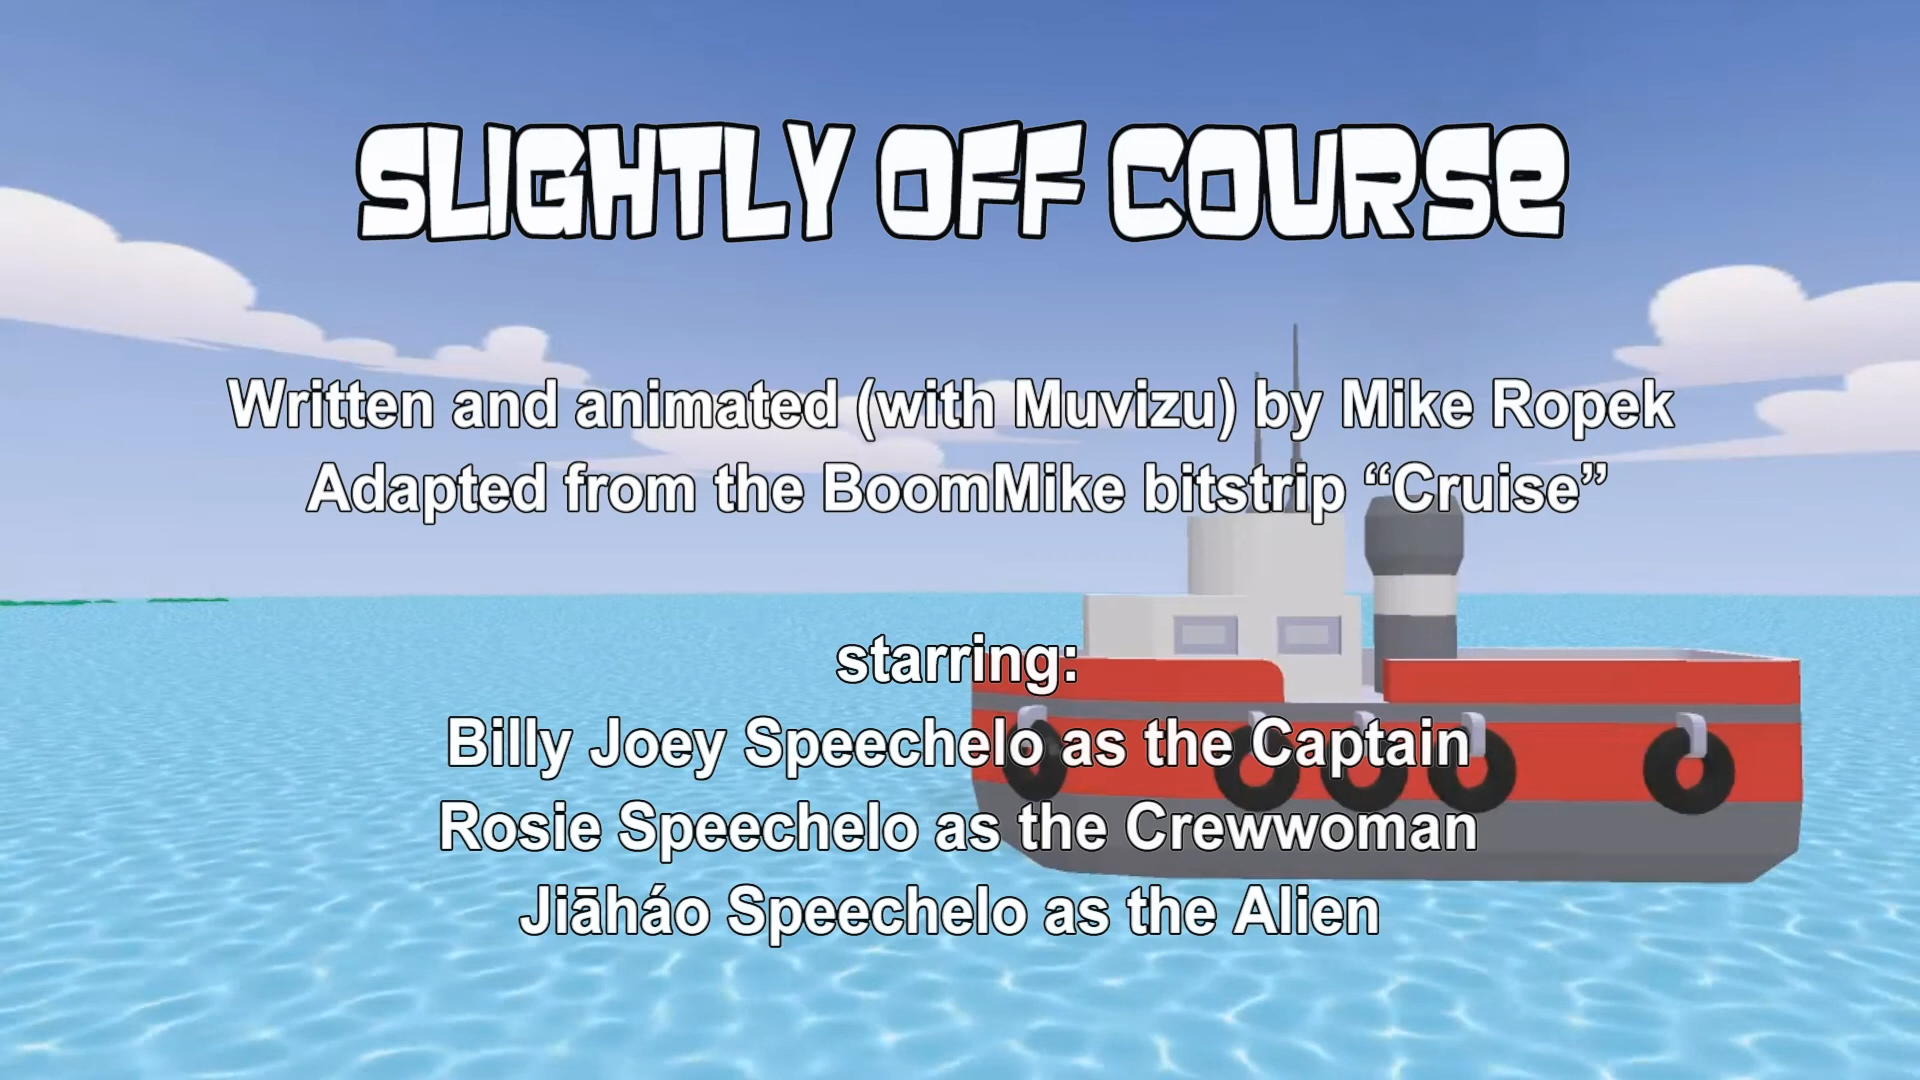 SLIGHTLY OFF COURSE
Written and animated (with Muvizu) by Mike Ropek
Adapted from the BoomMike bitstrip “Cruise”
starring:
Billy Joey Speechelo as the Captain
Rosie Speechelo as the Crewwoman
Jiāháo Speechelo as the Alien